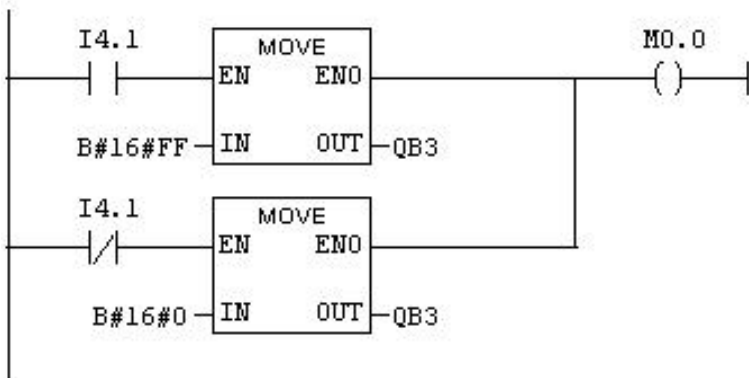 I4.1 M0.0
MOVE
EN ENO
B#16#FF IN OUT QB3
I4.1
MOVE
EN ENO
B#16#0 IN OUT QB3